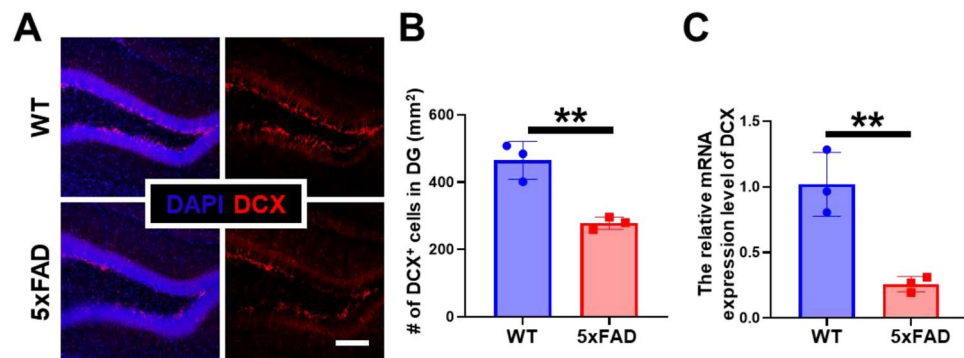 A
WT
5xFAD
DAPI DCX
B
# of DCX⁺ cells in DG (mm²)
600
400
200
0
**
WT 5xFAD
C
The relative mRNA
expression level of DCX
1.5
1.0
0.5
0.0
**
WT 5xFAD